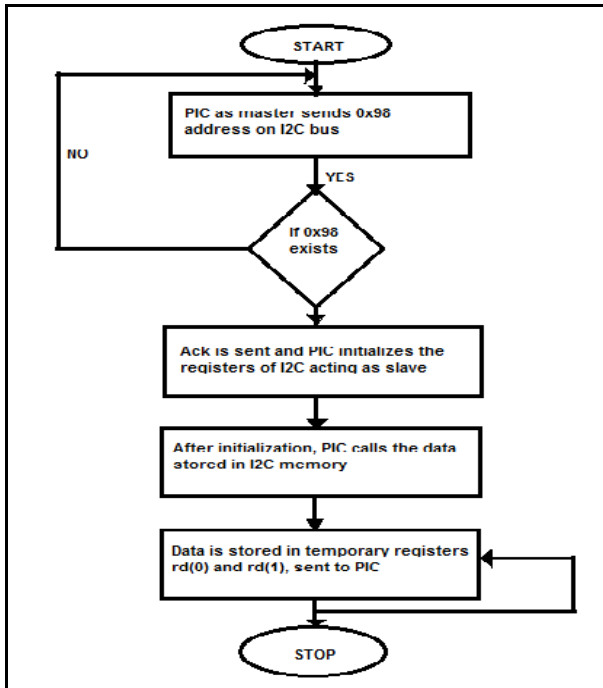 START
PIC as master sends 0x98
address on I2C bus
NO
YES
If 0x98
exists
Ack is sent and PIC initializes the
registers of I2C acting as slave
After initialization, PIC calls the data
stored in I2C memory
Data is stored in temporary registers
rd(0) and rd(1), sent to PIC
STOP